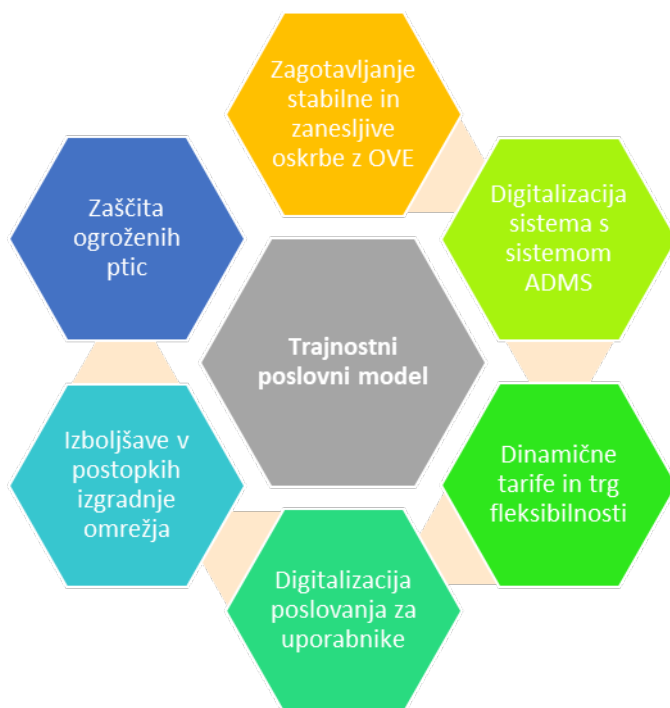 Zagotavljanje
stabilne in
zanesljive
oskrbe z OVE
Digitalizacija
sistema s
sistemom
ADMS
Dinamične
tarife in trg
fleksibilnosti
Digitalizacija
poslovanja za
uporabnike
Izboljšave v
postopkih
izgradnje
omrežja
Zaščita
ogroženih
ptic
Trajnostni
poslovni model